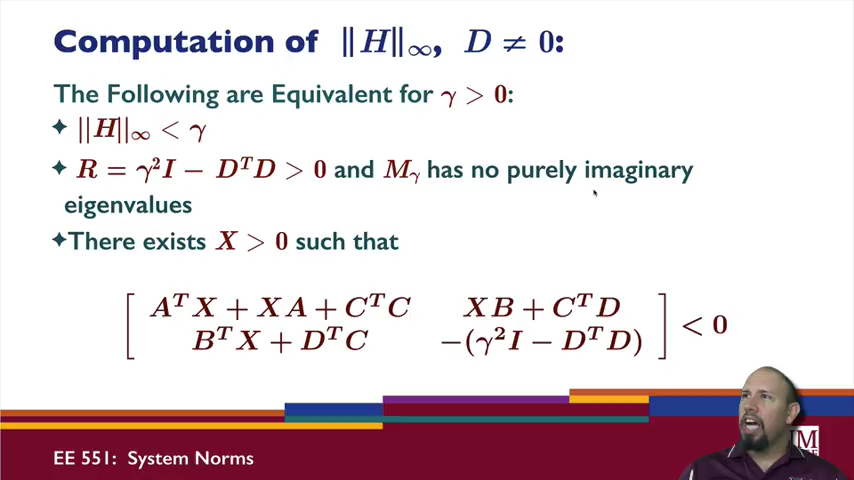 Computation of ||H||∞, D ≠ 0:
The Following are Equivalent for γ > 0:
✦ ||H||∞ < γ
✦ R = γ²I − DᵀD > 0 and Mγ has no purely imaginary
eigenvalues
✦There exists X > 0 such that
[ AᵀX + XA + CᵀC    XB + CᵀD ]
[ BᵀX + DᵀC    −(γ²I − DᵀD) ] < 0
EE 551: System Norms